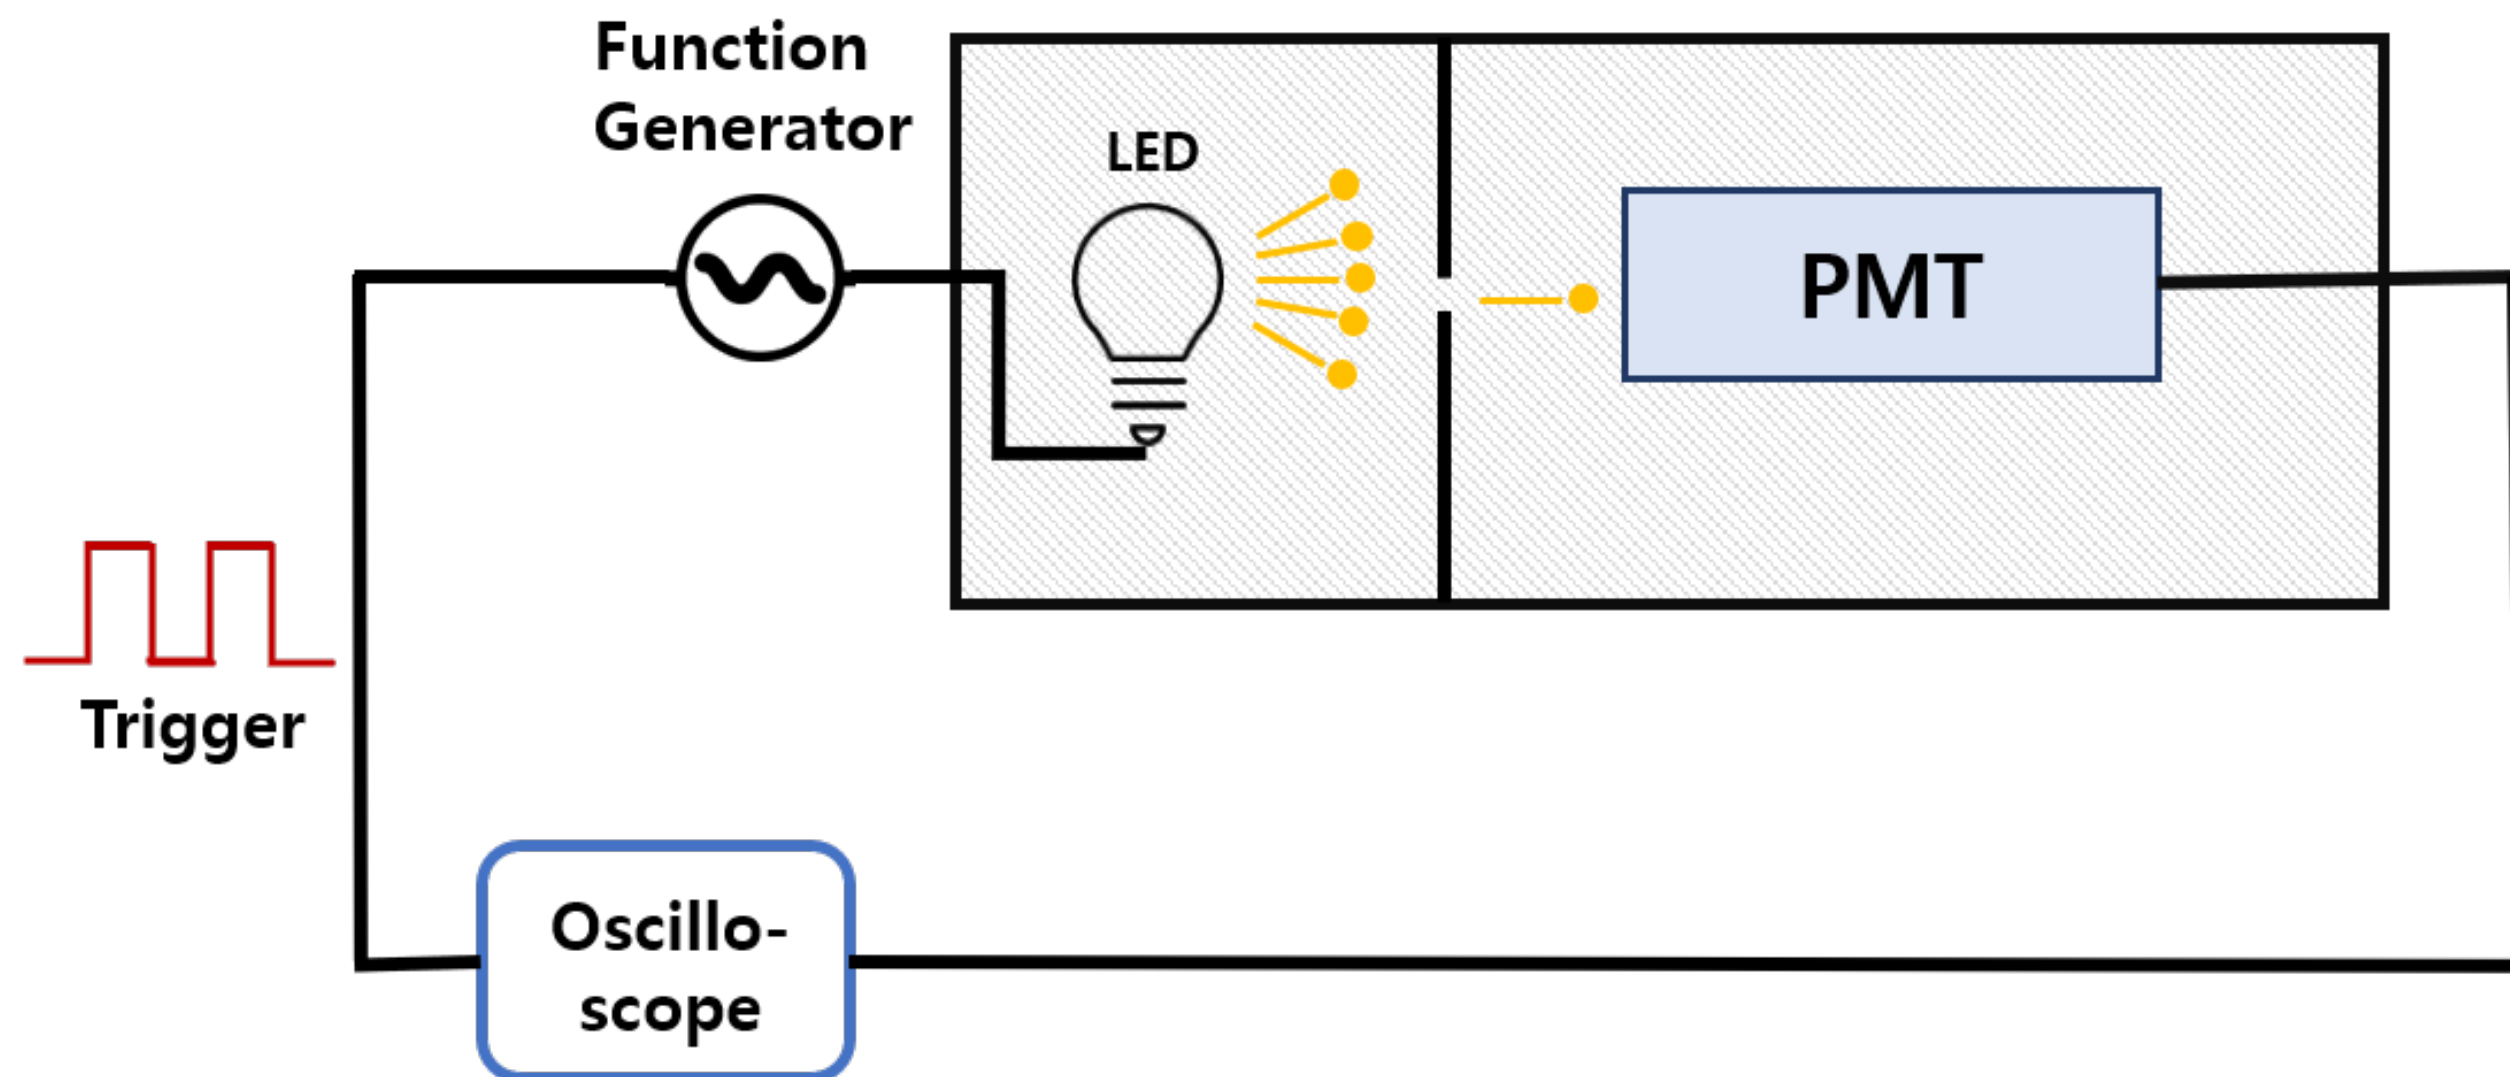 Function
Generator
LED
PMT
Trigger
Oscillo-
scope